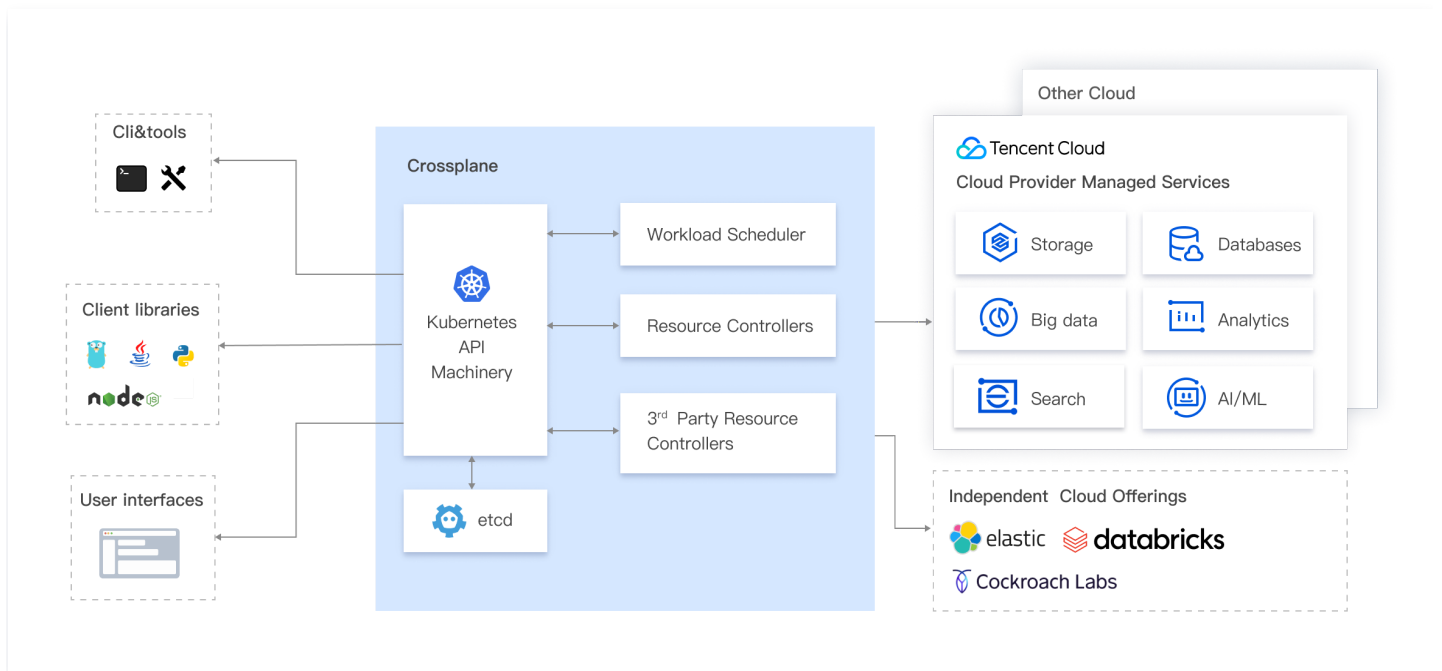 Other Cloud
Cli&tools
Tencent Cloud
Crossplane
Cloud Provider Managed Services
Workload Scheduler
Storage
Databases
Client libraries
Kubernetes
API
Machinery
Resource Controllers
Big data
Analytics
node
JS
3rd Party Resource
Controllers
Search
AI/ML
User interfaces
etcd
Independent Cloud Offerings
elastic
databricks
Cockroach Labs